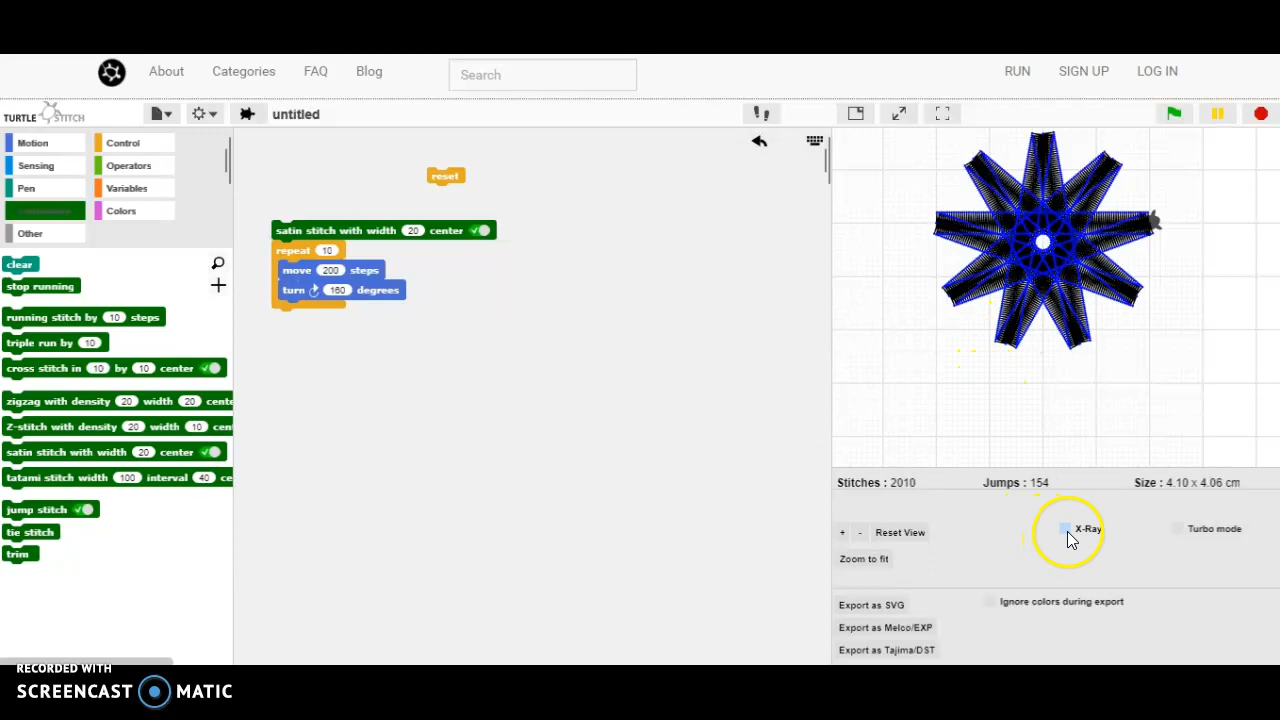 About Categories FAQ Blog Search RUN SIGN UP LOG IN
TURTLE STITCH untitled
Motion Control
Sensing Operators
Pen Variables
Colors
Other
clear
stop running
running stitch by 10 steps
triple run by 10
cross stitch in 10 by 10 center
zigzag with density 20 width 20 cente
Z-stitch with density 20 width 10 cen
satin stitch with width 20 center
tatami stitch width 100 interval 40 ce
jump stitch
tie stitch
trim
reset
satin stitch with width 20 center
repeat 10
move 200 steps
turn 160 degrees
Stitches : 2010 Jumps : 154 Size : 4.10 x 4.06 cm
+ - Reset View X-Ray Turbo mode
Zoom to fit
Export as SVG Ignore colors during export
Export as Melco/EXP
Export as Tajima/DST
RECORDED WITH
SCREENCAST MATIC